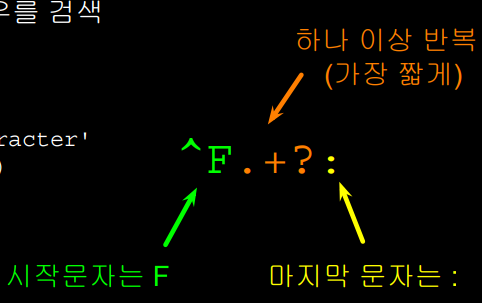 우를 검색
하나 이상 반복
(가장 짧게)
racter'
)
^F.+?:
시작문자는 F
마지막 문자는 :